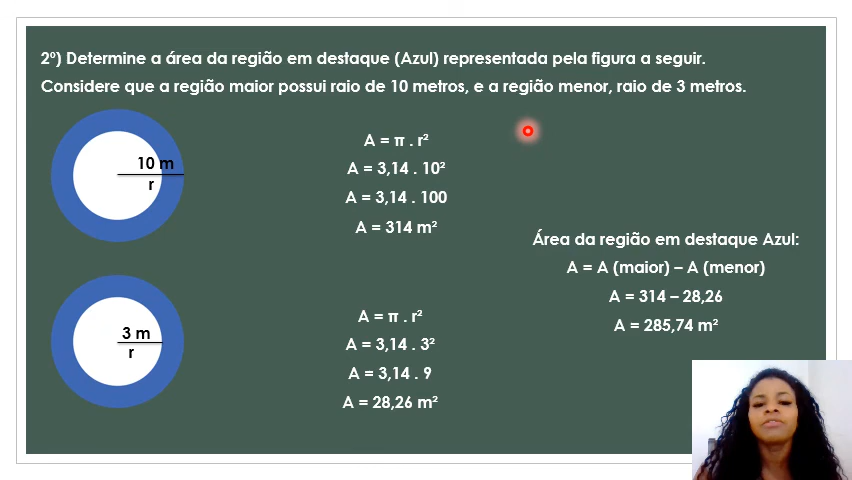 2º) Determine a área da região em destaque (Azul) representada pela figura a seguir.
Considere que a região maior possui raio de 10 metros, e a região menor, raio de 3 metros.
10 m
r
A = π . r²
A = 3,14 . 10²
A = 3,14 . 100
A = 314 m²
3 m
r
A = π . r²
A = 3,14 . 3²
A = 3,14 . 9
A = 28,26 m²
Área da região em destaque Azul:
A = A (maior) – A (menor)
A = 314 – 28,26
A = 285,74 m²